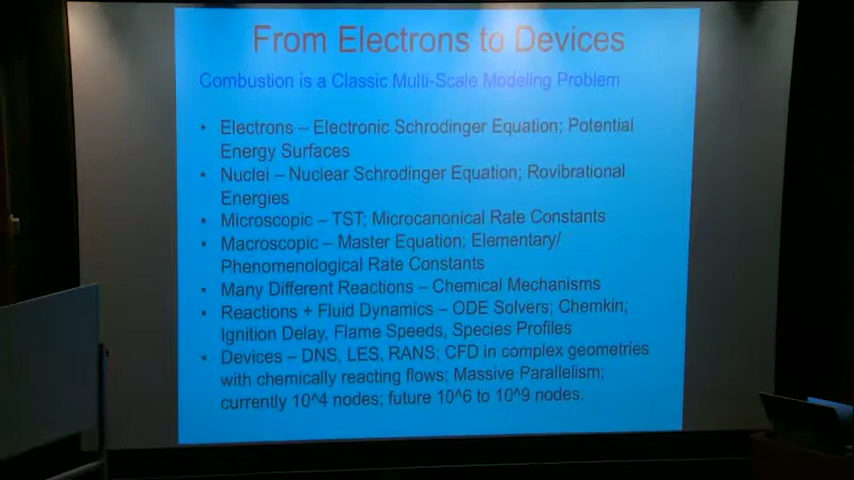 From Electrons to Devices
Combustion is a Classic Multi-Scale Modeling Problem
• Electrons – Electronic Schrodinger Equation; Potential
Energy Surfaces
• Nuclei – Nuclear Schrodinger Equation; Rovibrational
Energies
• Microscopic – TST; Microcanonical Rate Constants
• Macroscopic – Master Equation; Elementary/
Phenomenological Rate Constants
• Many Different Reactions – Chemical Mechanisms
• Reactions + Fluid Dynamics – ODE Solvers; Chemkin;
Ignition Delay, Flame Speeds, Species Profiles
• Devices – DNS, LES, RANS; CFD in complex geometries
with chemically reacting flows; Massive Parallelism;
currently 10^4 nodes; future 10^6 to 10^9 nodes.